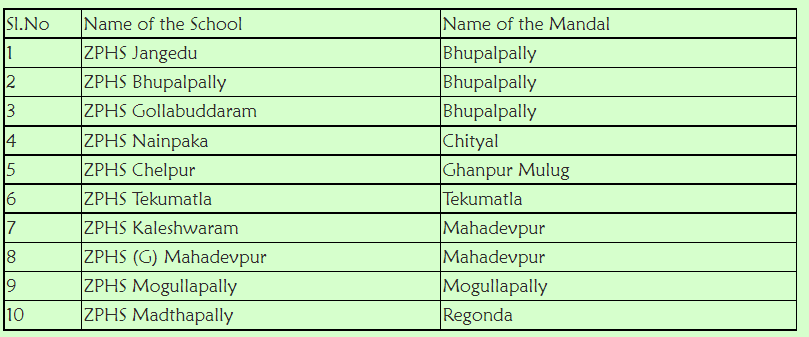 Sl.No Name of the School Name of the Mandal
1 ZPHS Jangedu Bhupalpally
2 ZPHS Bhupalpally Bhupalpally
3 ZPHS Gollabuddaram Bhupalpally
4 ZPHS Nainpaka Chityal
5 ZPHS Chelpur Ghanpur Mulug
6 ZPHS Tekumatla Tekumatla
7 ZPHS Kaleshwaram Mahadevpur
8 ZPHS (G) Mahadevpur Mahadevpur
9 ZPHS Mogullapally Mogullapally
10 ZPHS Madthapally Regonda